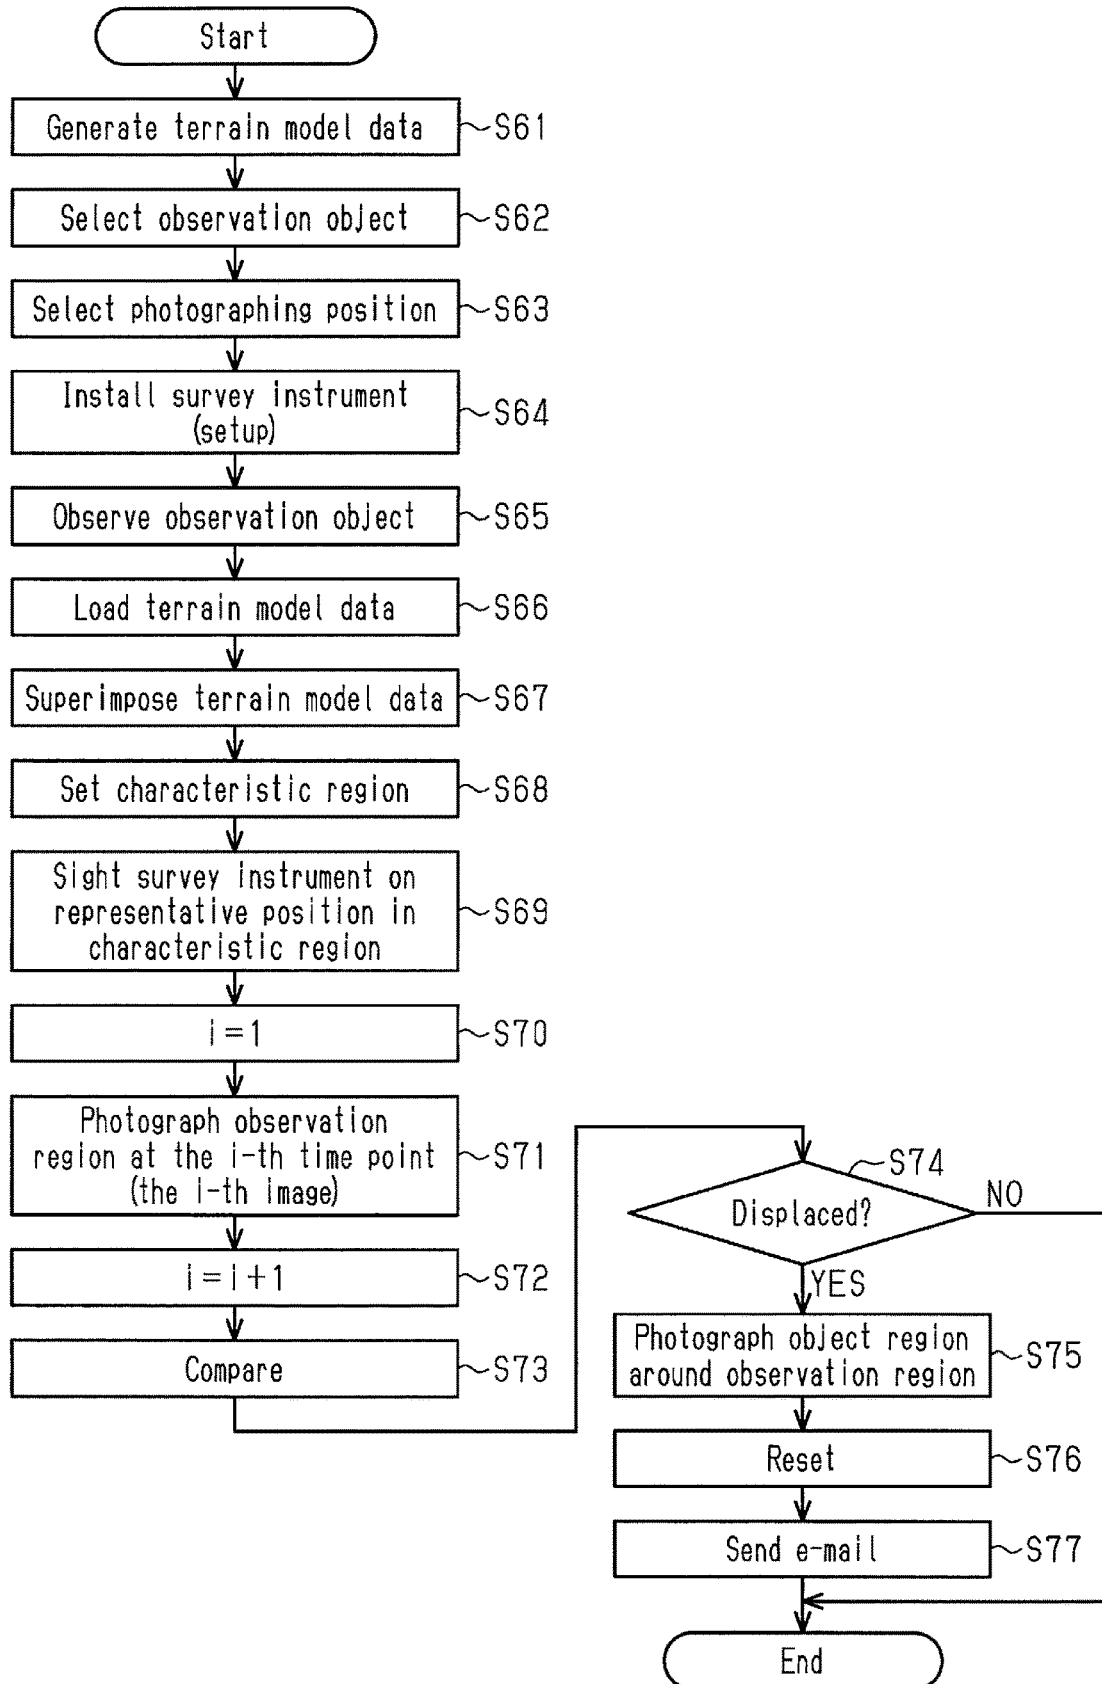 Start
Generate terrain model data
S61
Select observation object
S62
Select photographing position
S63
Install survey instrument
(setup)
S64
Observe observation object
S65
Load terrain model data
S66
Superimpose terrain model data
S67
Set characteristic region
S68
Sight survey instrument on
representative position in
characteristic region
S69
i=1
S70
Photograph observation
region at the i-th time point
(the i-th image)
S71
i=i+1
S72
Compare
S73
S74
Displaced?
NO
YES
Photograph object region
around observation region
S75
Reset
S76
Send e-mail
S77
End